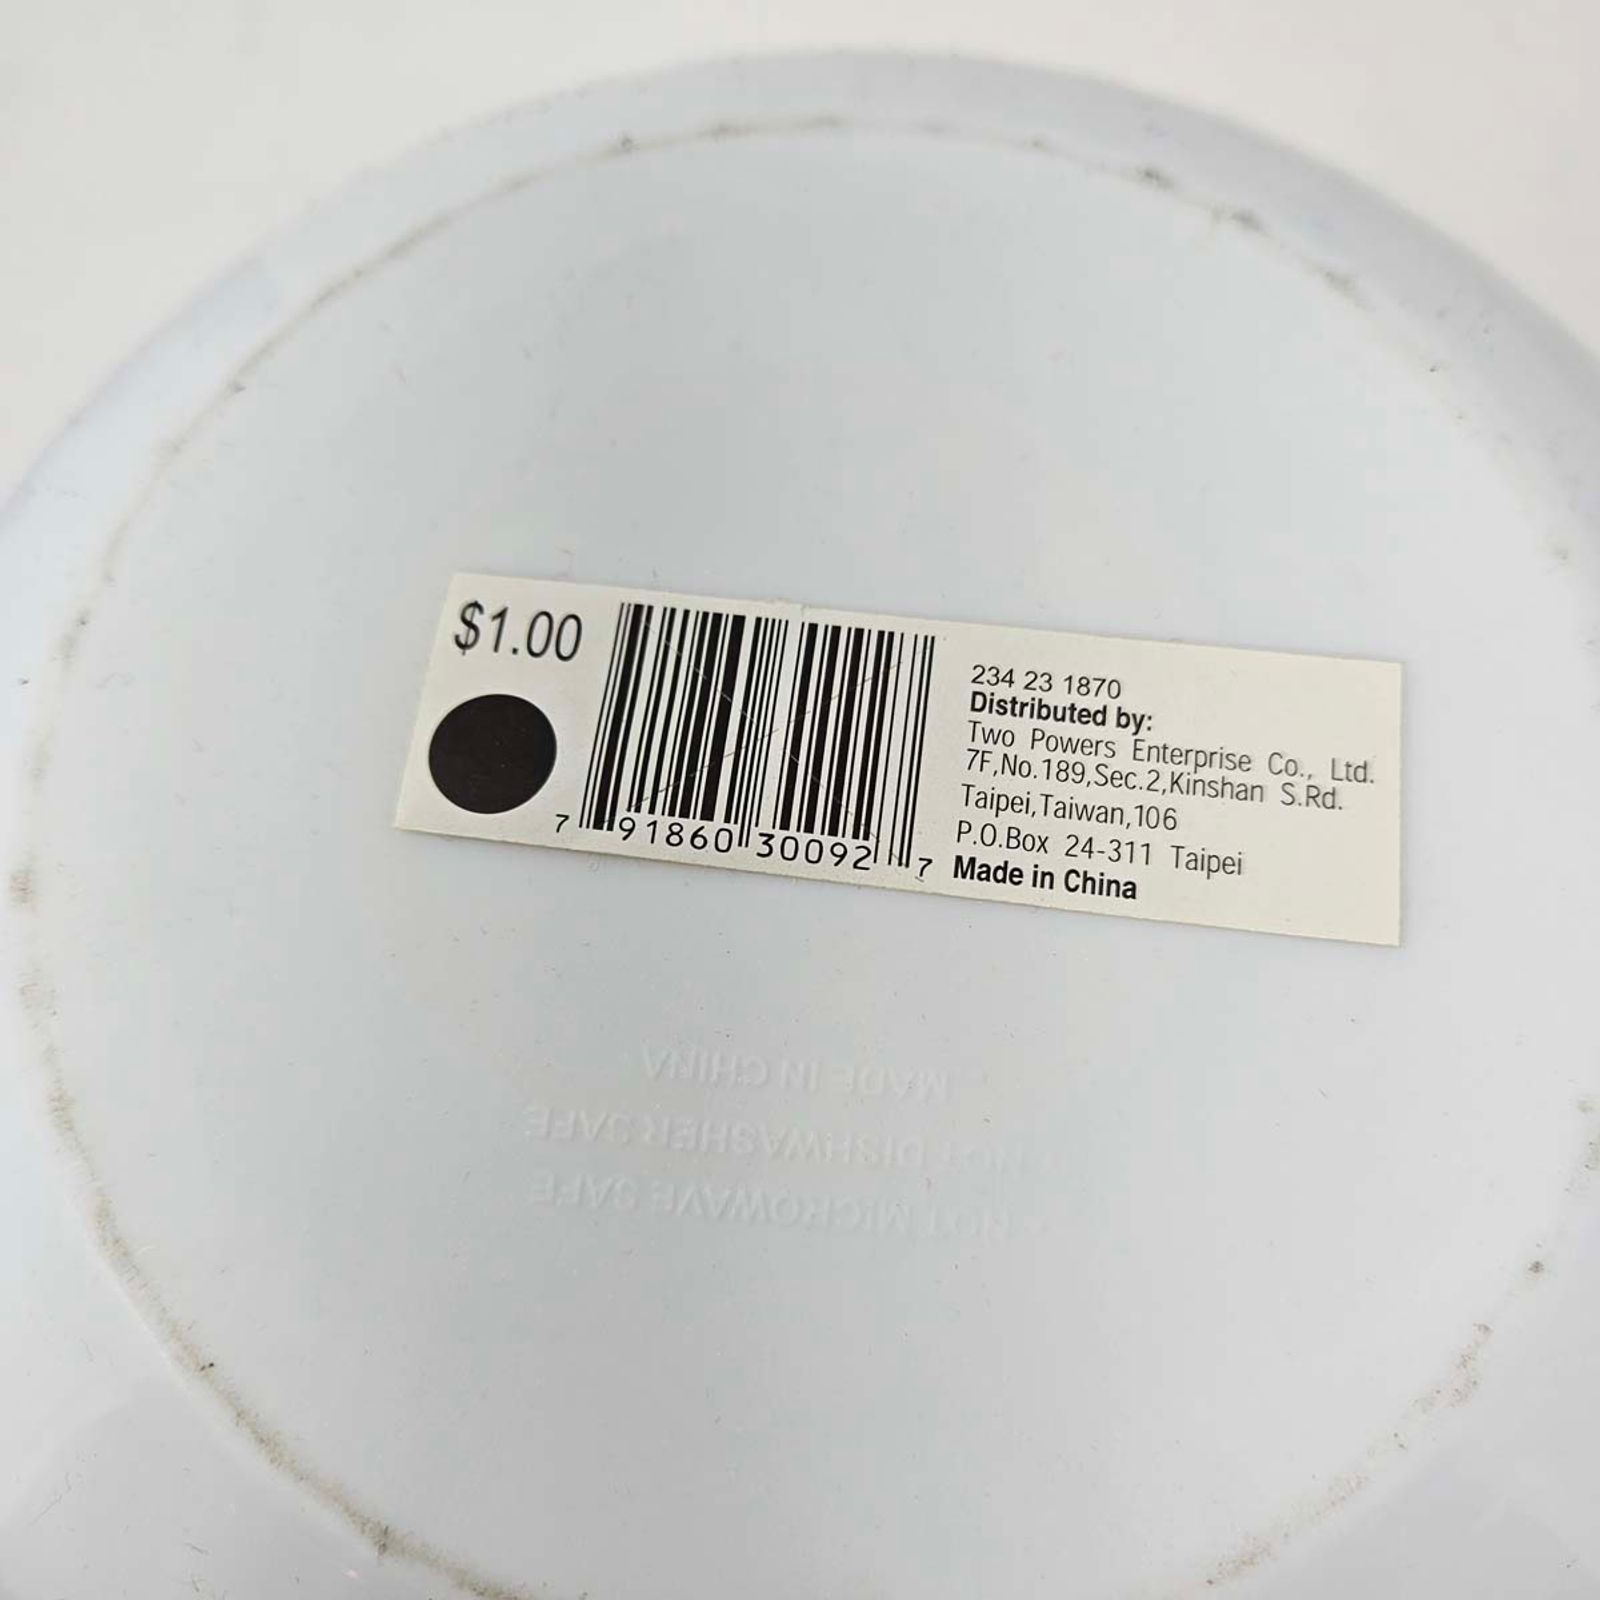 $1.00
7 91860 30092 7
234 23 1870
Distributed by:
Two Powers Enterprise Co., Ltd.
7F,No.189,Sec.2,Kinshan S.Rd.
Taipei,Taiwan,106
P.O.Box 24-311 Taipei
Made in China
• NOT MICROWAVE SAFE
• NOT DISHWASHER SAFE
MADE IN CHINA